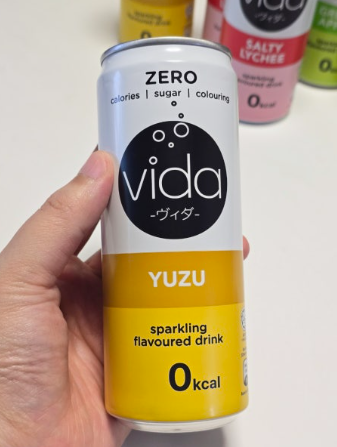 ZERO
calories | sugar | colouring
vida
-ヴィダ-
YUZU
sparkling
flavoured drink
0kcal
vida
-ヴィダ-
SALTY
LYCHEE
sparkling
flavoured drink
0kcal
0kcal